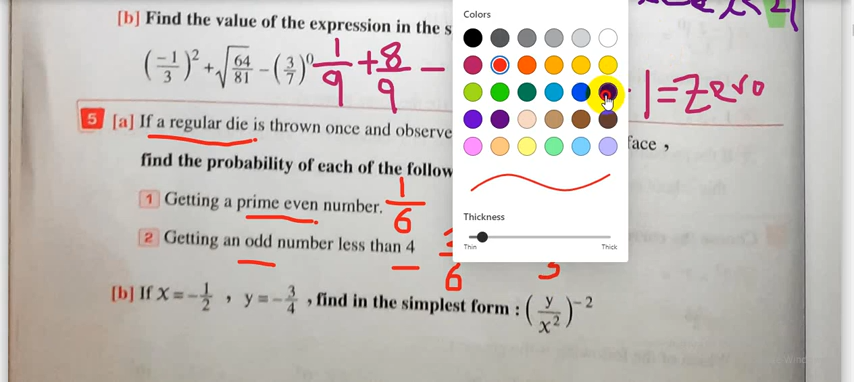 [b] Find the value of the expression in the s
(-1/3)² + √64/81 - (3/7)⁰ 1/9 + 8/9 - 1 = Zero
5 [a] If a regular die is thrown once and observe face ,
find the probability of each of the follow
1 Getting a prime even number. 1/6
2 Getting an odd number less than 4
6
[b] If X = -1/2 , y = -3/4 , find in the simplest form : (y/x²)⁻²
Colors
Thickness
Thin Thick